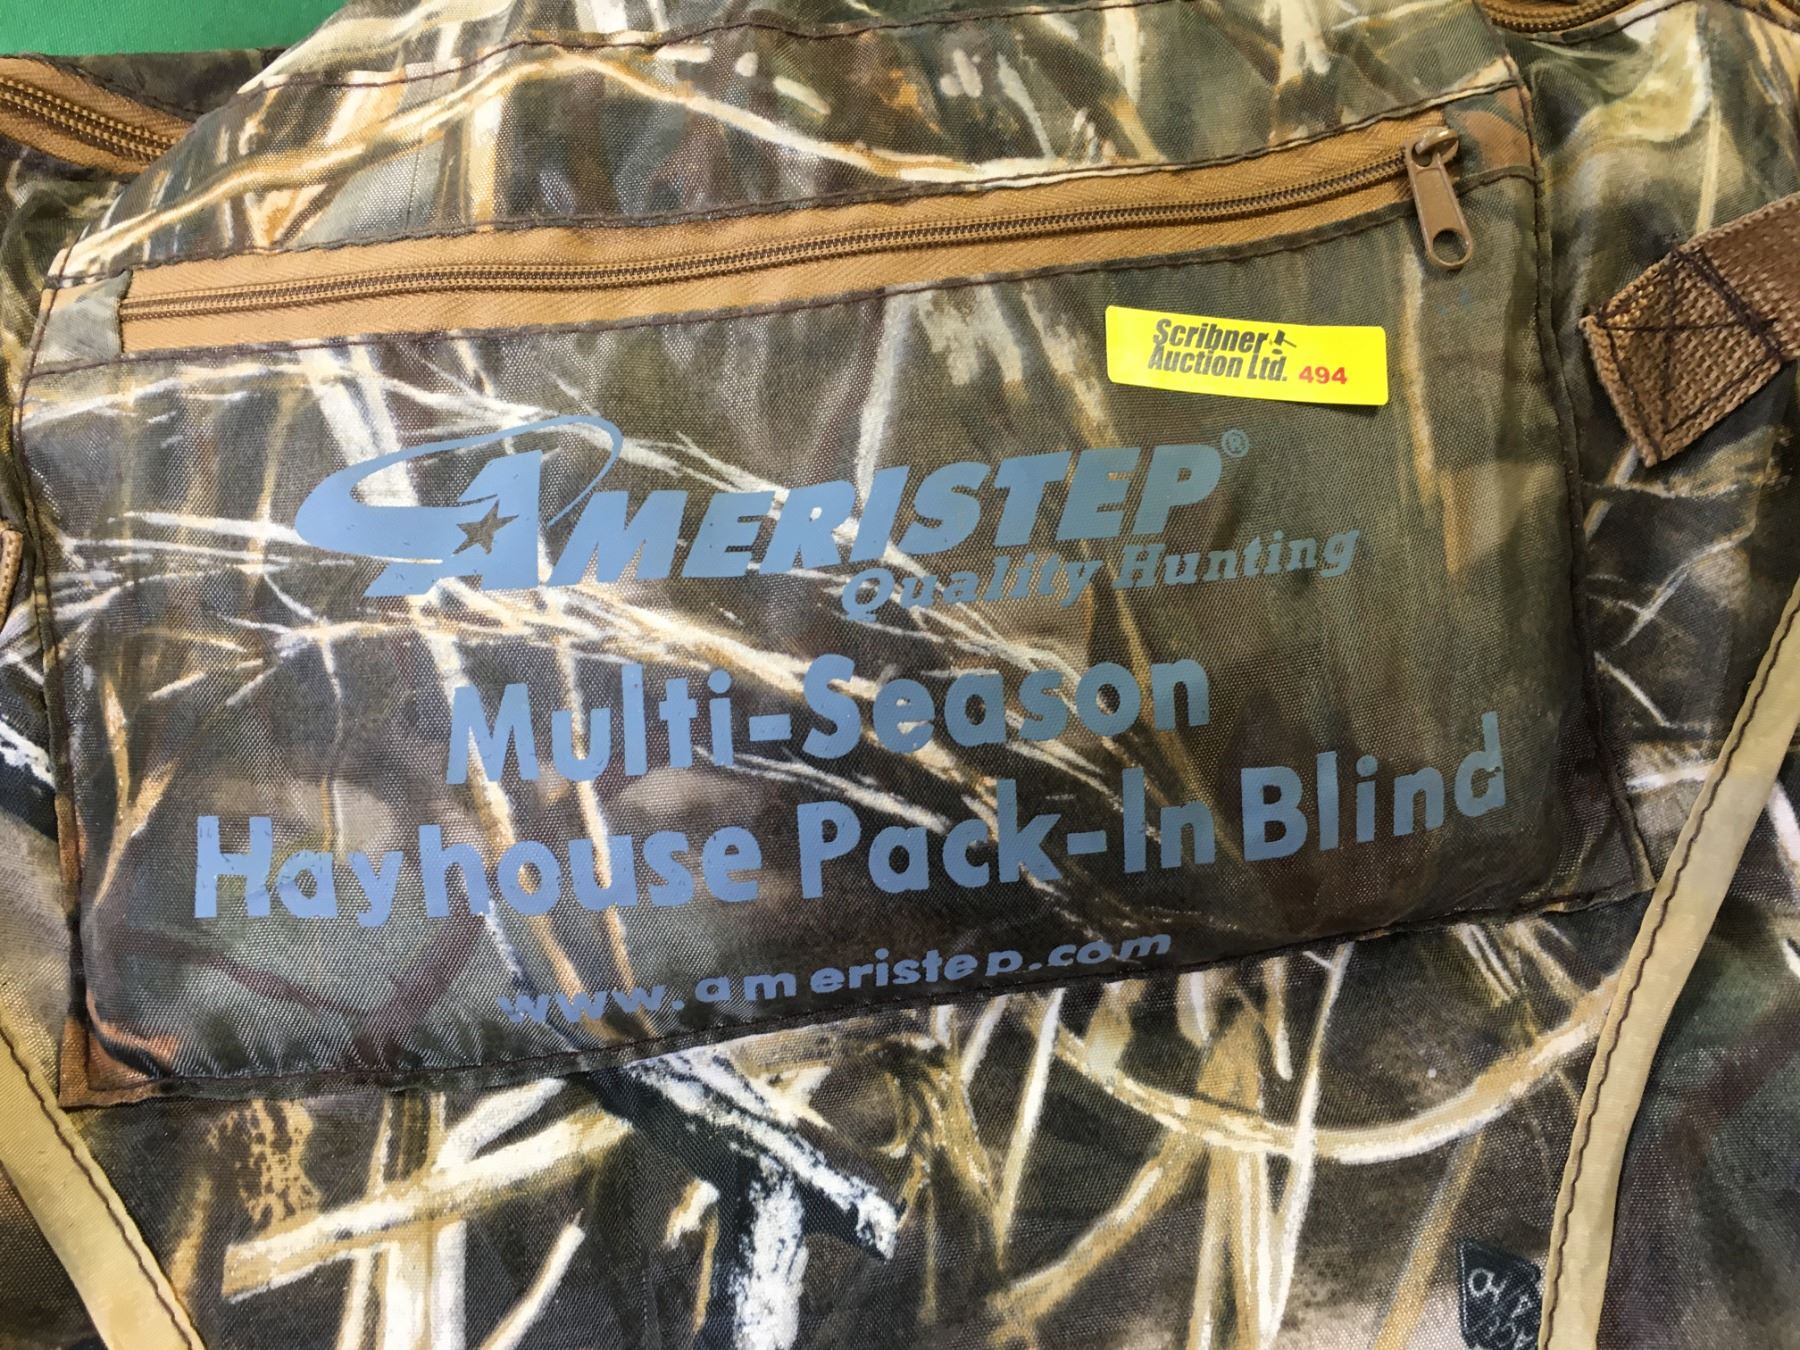 Scribner
Auction Ltd. 494
AMERISTEP®
Quality Hunting
Multi-Season
Hayhouse Pack-In Blind
www.ameristep.com